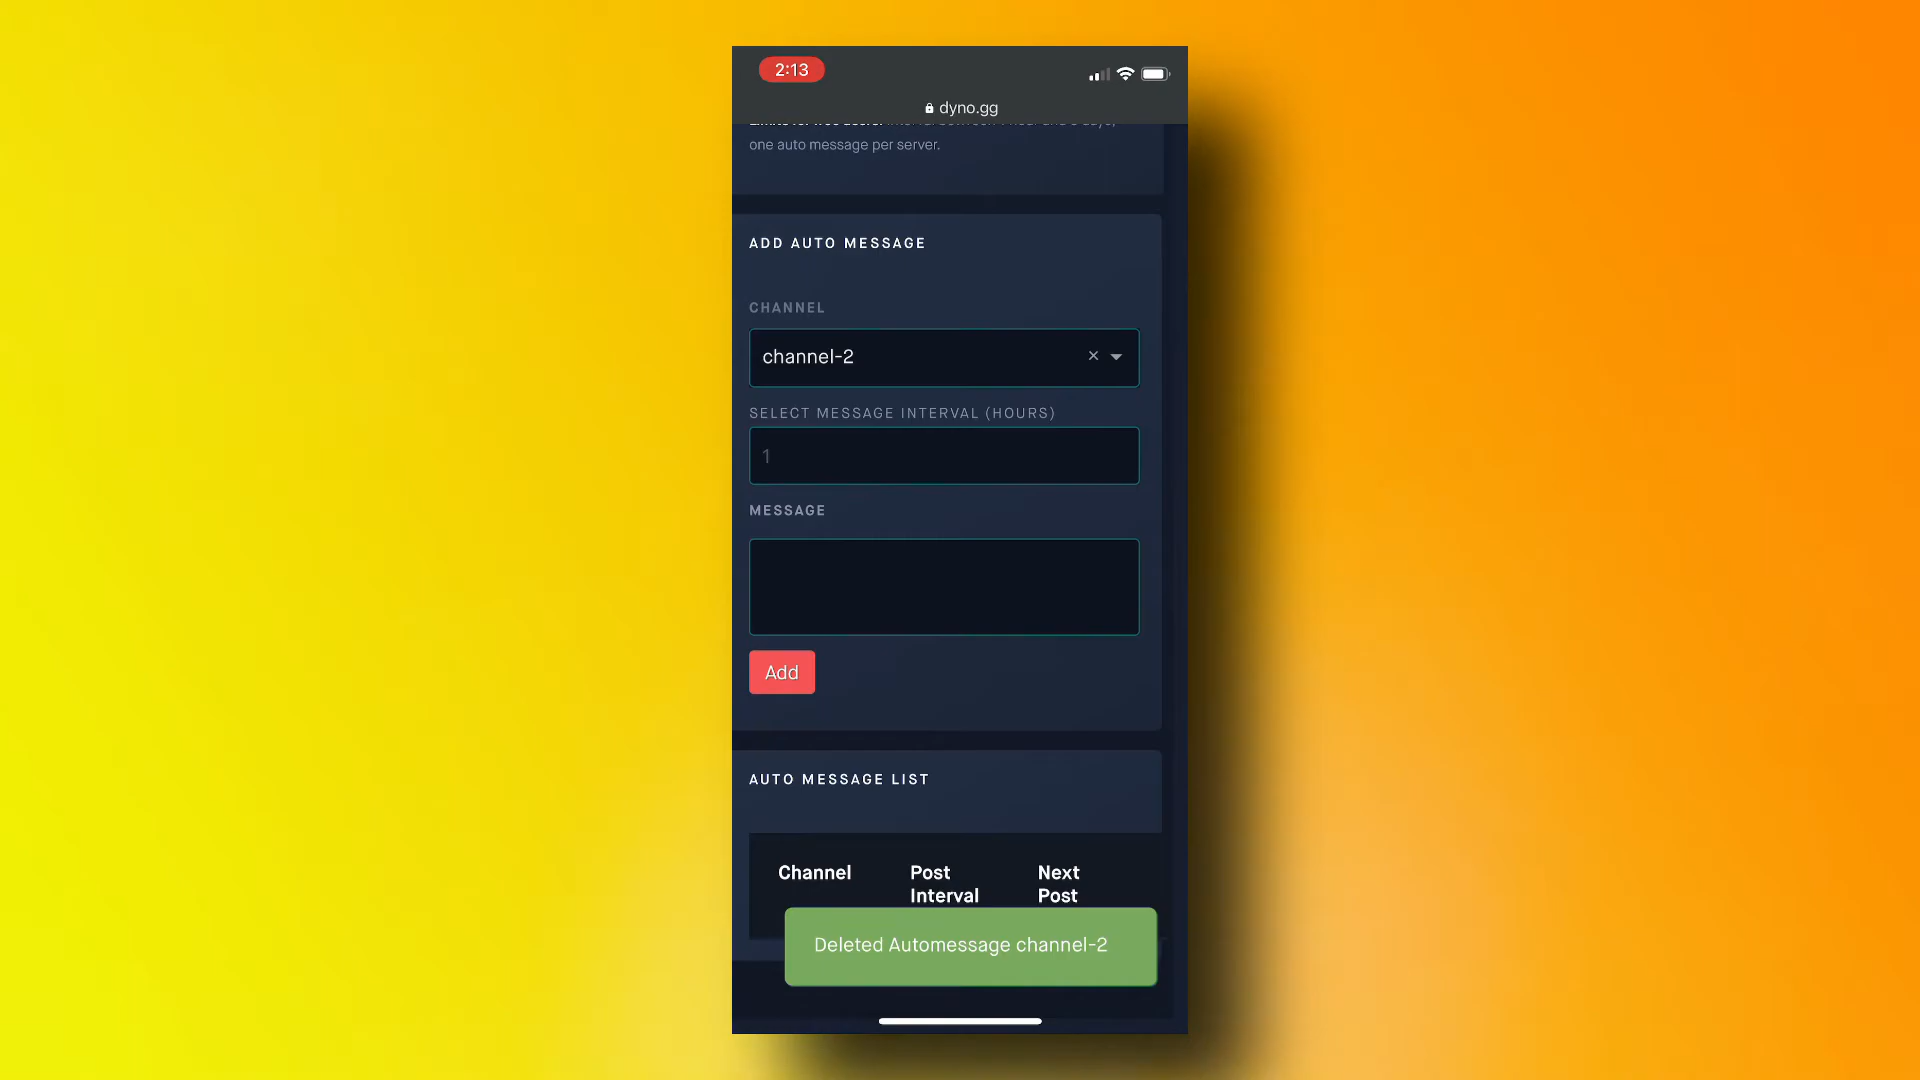 2:13
dyno.gg
one auto message per server.
ADD AUTO MESSAGE
CHANNEL
channel-2
SELECT MESSAGE INTERVAL (HOURS)
1
MESSAGE
Add
AUTO MESSAGE LIST
Channel
Post
Interval
Next
Post
Deleted Automessage channel-2